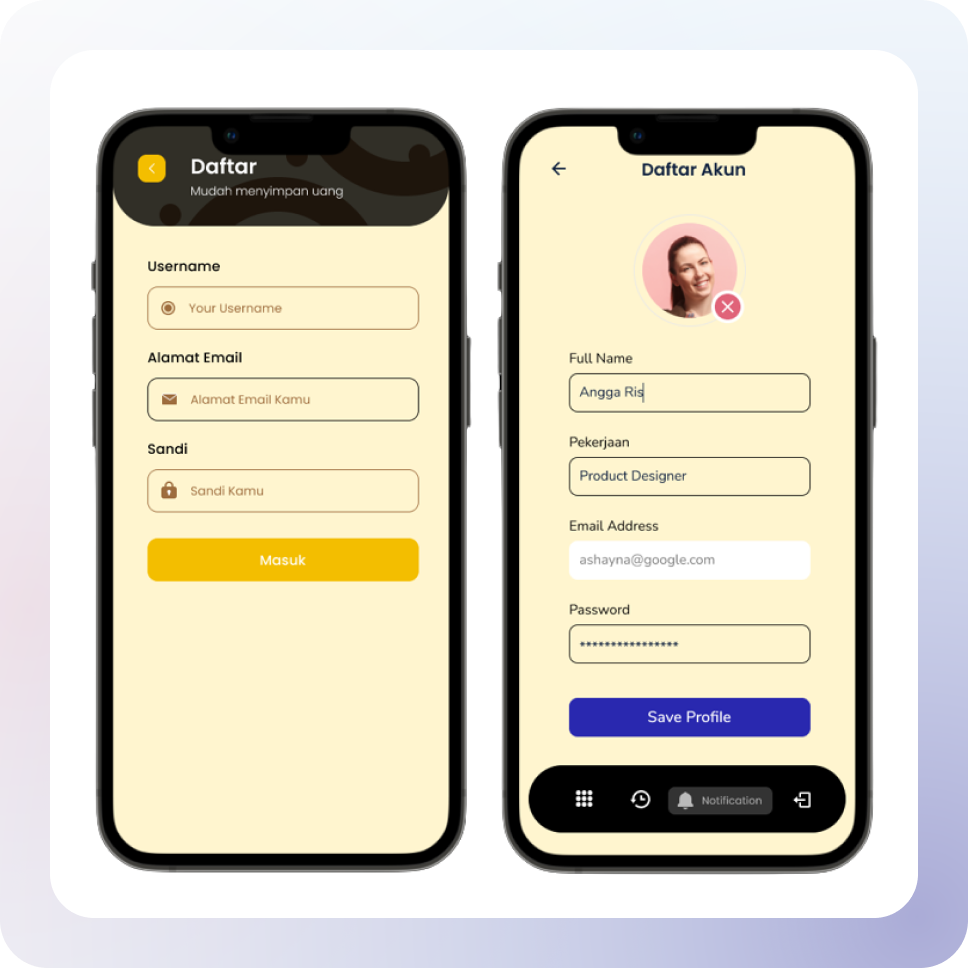 Daftar
Mudah menyimpan uang
Username
Your Username
Alamat Email
Alamat Email Kamu
Sandi
Sandi Kamu
Masuk
Daftar Akun
Full Name
Angga Ris
Pekerjaan
Product Designer
Email Address
ashayna@google.com
Password
****************
Save Profile
Notification